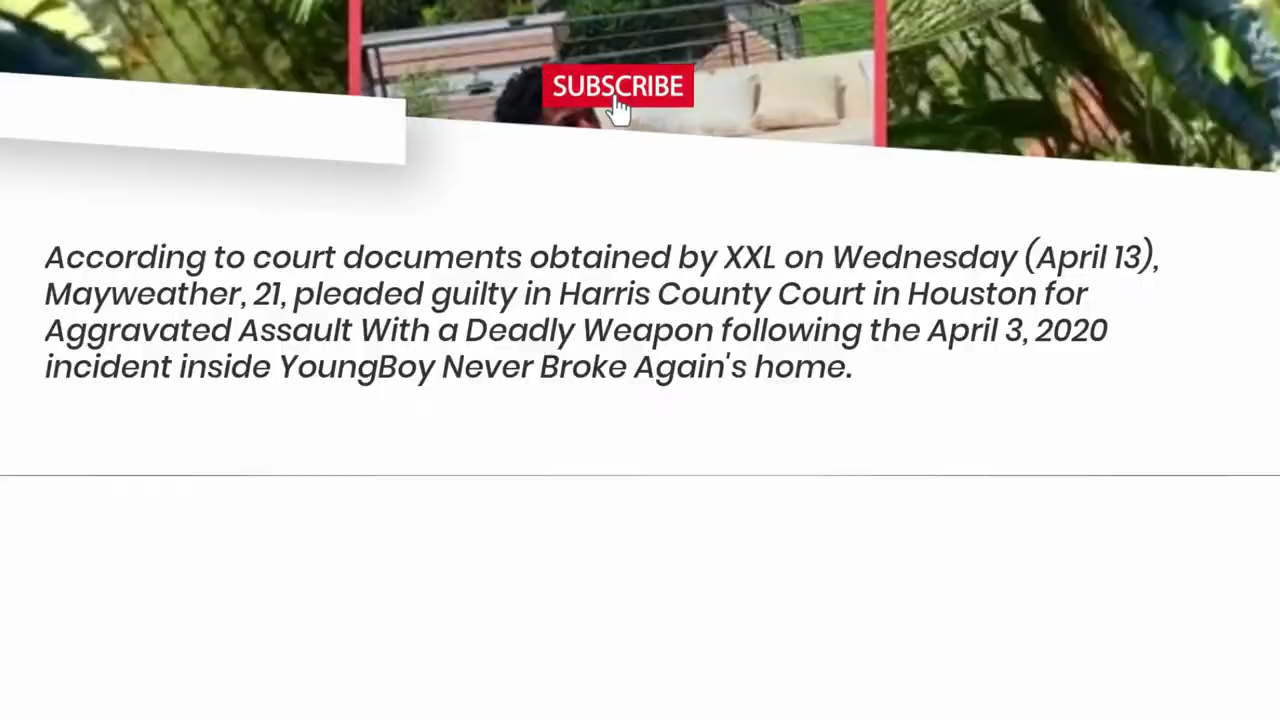 SUBSCRIBE
According to court documents obtained by XXL on Wednesday (April 13),
Mayweather, 21, pleaded guilty in Harris County Court in Houston for
Aggravated Assault With a Deadly Weapon following the April 3, 2020
incident inside YoungBoy Never Broke Again's home.